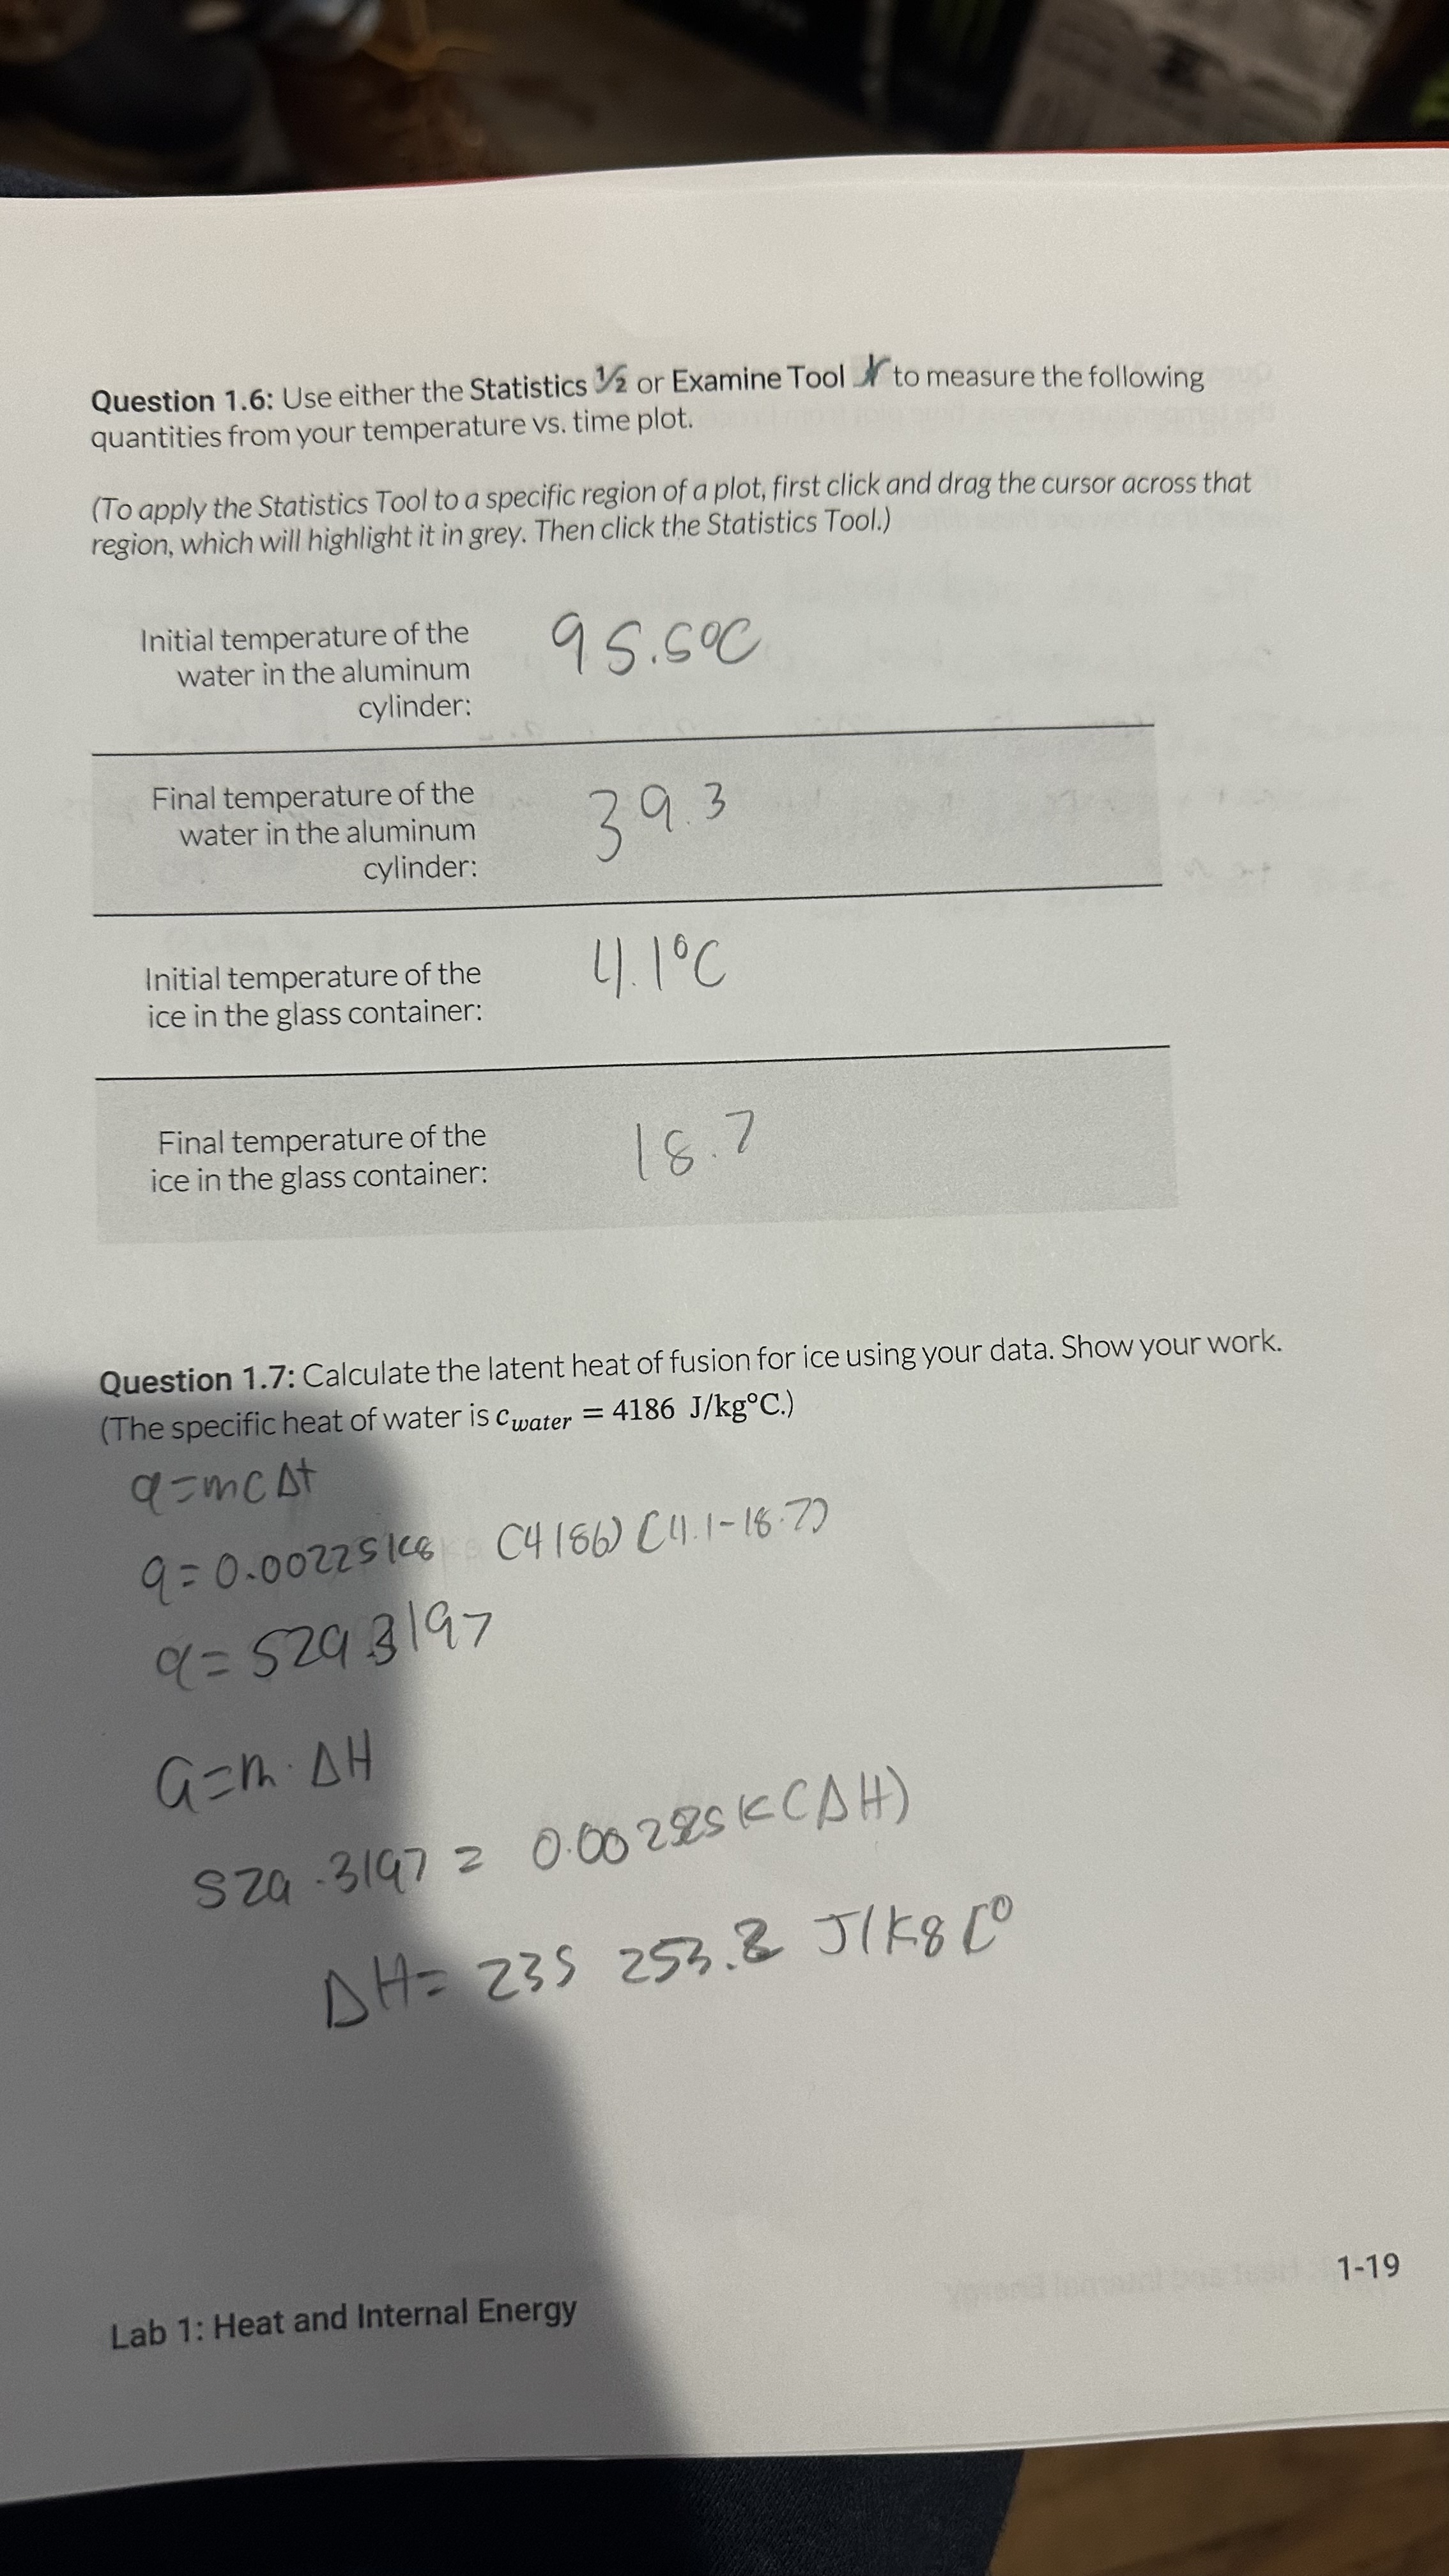 Question 1.6: Use either the Statistics ½ or Examine Tool to measure the following
quantities from your temperature vs. time plot.
(To apply the Statistics Tool to a specific region of a plot, first click and drag the cursor across that
region, which will highlight it in grey. Then click the Statistics Tool.)
Initial temperature of the
water in the aluminum
cylinder:
95.5°C
Final temperature of the
water in the aluminum
cylinder:
39.3
Initial temperature of the
ice in the glass container:
4.1°C
Final temperature of the
ice in the glass container:
18.7
Question 1.7: Calculate the latent heat of fusion for ice using your data. Show your work.
(The specific heat of water is c_water = 4186 J/kg°C.)
q=mcΔt
q=0.00225kg (4186)(4.1-18.7)
q=529.3197
q=m·ΔH
529.3197 = 0.00225K(ΔH)
ΔH= 235 253.2 J/Kg C°
1-19
Lab 1: Heat and Internal Energy